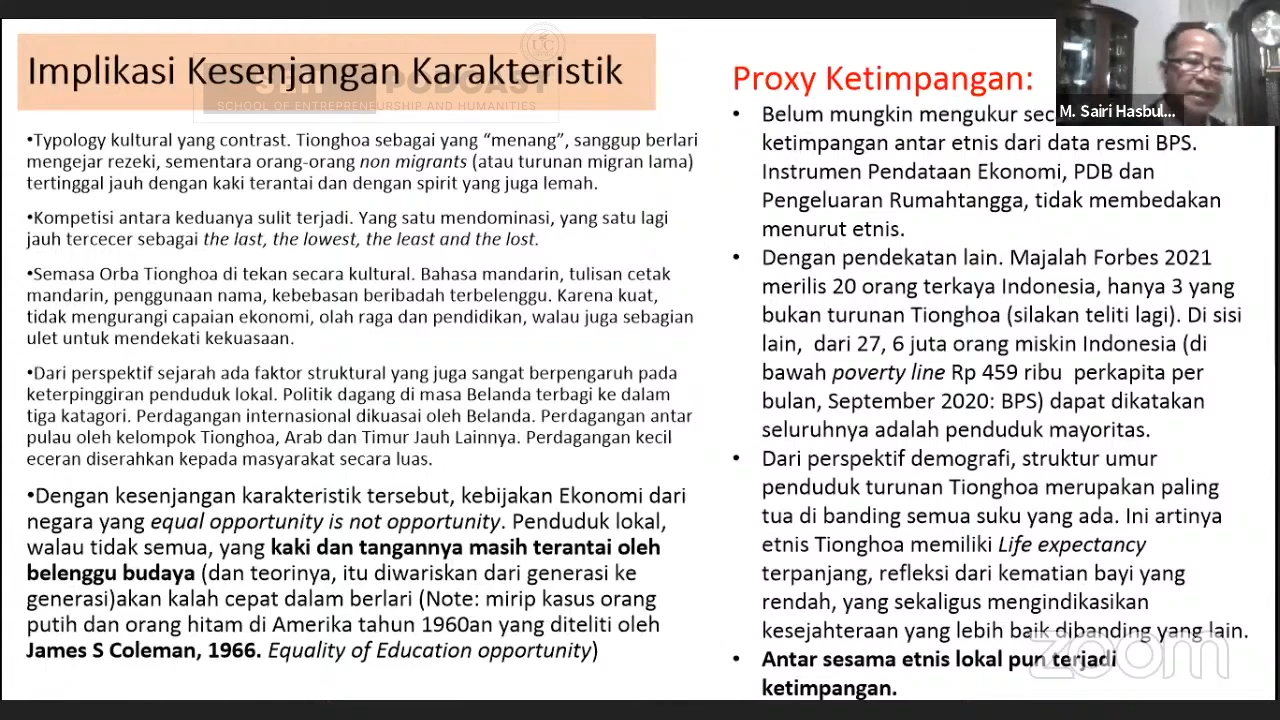 Implikasi Kesenjangan Karakteristik
PODCAST
SCHOOL OF ENTREPRENEURSHIP AND HUMANITIES
•Typology kultural yang contrast. Tionghoa sebagai yang “menang”, sanggup berlari
mengejar rezeki, sementara orang-orang non migrants (atau turunan migran lama)
tertinggal jauh dengan kaki terantai dan dengan spirit yang juga lemah.
•Kompetisi antara keduanya sulit terjadi. Yang satu mendominasi, yang satu lagi
jauh tercecer sebagai the last, the lowest, the least and the lost.
•Semasa Orba Tionghoa di tekan secara kultural. Bahasa mandarin, tulisan cetak
mandarin, penggunaan nama, kebebasan beribadah terbelenggu. Karena kuat,
tidak mengurangi capaian ekonomi, olah raga dan pendidikan, walau juga sebagian
ulet untuk mendekati kekuasaan.
•Dari perspektif sejarah ada faktor struktural yang juga sangat berpengaruh pada
keterpinggiran penduduk lokal. Politik dagang di masa Belanda terbagi ke dalam
tiga katagori. Perdagangan internasional dikuasai oleh Belanda. Perdagangan antar
pulau oleh kelompok Tionghoa, Arab dan Timur Jauh Lainnya. Perdagangan kecil
eceran diserahkan kepada masyarakat secara luas.
•Dengan kesenjangan karakteristik tersebut, kebijakan Ekonomi dari
negara yang equal opportunity is not opportunity. Penduduk lokal,
walau tidak semua, yang kaki dan tangannya masih terantai oleh
belenggu budaya (dan teorinya, itu diwariskan dari generasi ke
generasi)akan kalah cepat dalam berlari (Note: mirip kasus orang
putih dan orang hitam di Amerika tahun 1960an yang diteliti oleh
James S Coleman, 1966. Equality of Education opportunity)
Proxy Ketimpangan:
• Belum mungkin mengukur sec
ketimpangan antar etnis dari data resmi BPS.
Instrumen Pendataan Ekonomi, PDB dan
Pengeluaran Rumahtangga, tidak membedakan
menurut etnis.
• Dengan pendekatan lain. Majalah Forbes 2021
merilis 20 orang terkaya Indonesia, hanya 3 yang
bukan turunan Tionghoa (silakan teliti lagi). Di sisi
lain, dari 27, 6 juta orang miskin Indonesia (di
bawah poverty line Rp 459 ribu perkapita per
bulan, September 2020: BPS) dapat dikatakan
seluruhnya adalah penduduk mayoritas.
• Dari perspektif demografi, struktur umur
penduduk turunan Tionghoa merupakan paling
tua di banding semua suku yang ada. Ini artinya
etnis Tionghoa memiliki Life expectancy
terpanjang, refleksi dari kematian bayi yang
rendah, yang sekaligus mengindikasikan
kesejahteraan yang lebih baik dibanding yang lain.
• Antar sesama etnis lokal pun terjadi
ketimpangan.
M. Sairi Hasbul...
zoom